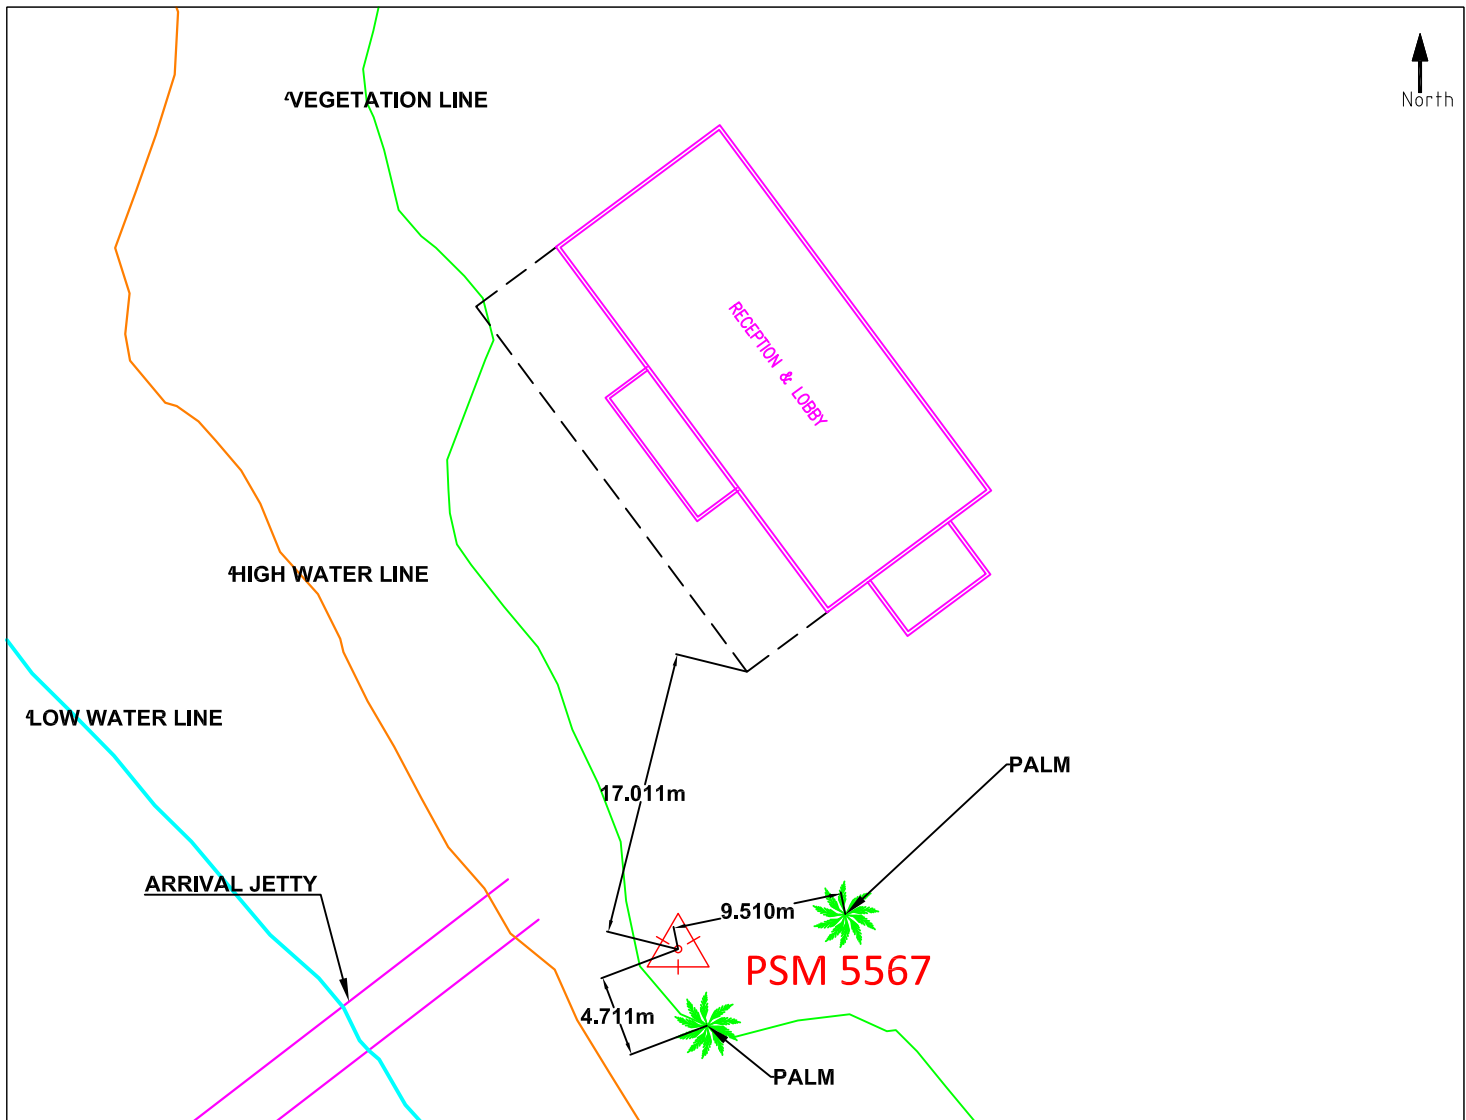 VEGETATION LINE
North
RECEPTION & LOBBY
HIGH WATER LINE
LOW WATER LINE
PALM
17.011m
ARRIVAL JETTY
9.510m
PSM 5567
4.711m
PALM